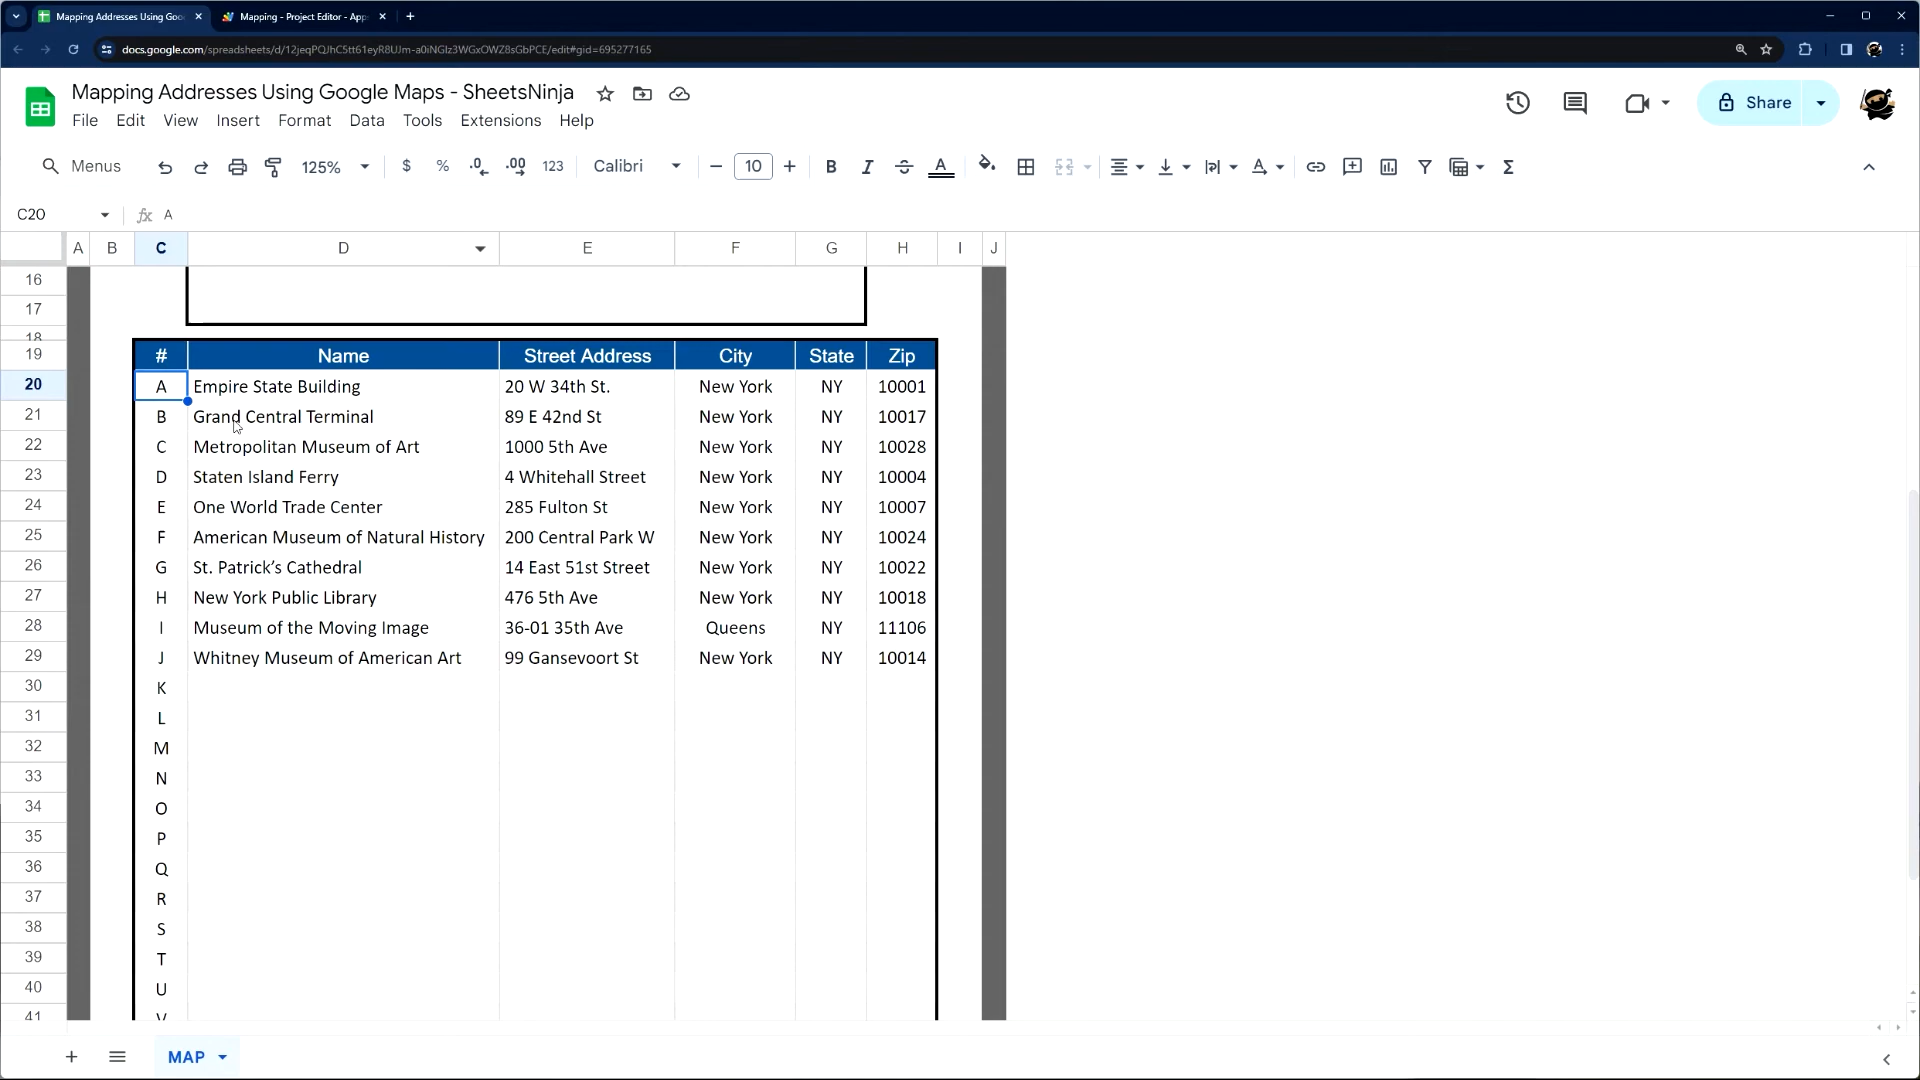 Mapping Addresses Using Goo
Mapping - Project Editor - Apps
docs.google.com/spreadsheets/d/12jeqPQJhC5tt61eyR8UJm-a0iNGIz3WGxOWZ8sGbPCE/edit#gid=695277165
Mapping Addresses Using Google Maps - SheetsNinja
Share
File Edit View Insert Format Data Tools Extensions Help
Menus 125% $ % .0 .00 123 Calibri 10 B I A Σ
C20 fx A
A B C D E F G H I J
16
17
18
19 # Name Street Address City State Zip
20 A Empire State Building 20 W 34th St. New York NY 10001
21 B Grand Central Terminal 89 E 42nd St New York NY 10017
22 C Metropolitan Museum of Art 1000 5th Ave New York NY 10028
23 D Staten Island Ferry 4 Whitehall Street New York NY 10004
24 E One World Trade Center 285 Fulton St New York NY 10007
25 F American Museum of Natural History 200 Central Park W New York NY 10024
26 G St. Patrick’s Cathedral 14 East 51st Street New York NY 10022
27 H New York Public Library 476 5th Ave New York NY 10018
28 I Museum of the Moving Image 36-01 35th Ave Queens NY 11106
29 J Whitney Museum of American Art 99 Gansevoort St New York NY 10014
30 K
31 L
32 M
33 N
34 O
35 P
36 Q
37 R
38 S
39 T
40 U
41 V
MAP